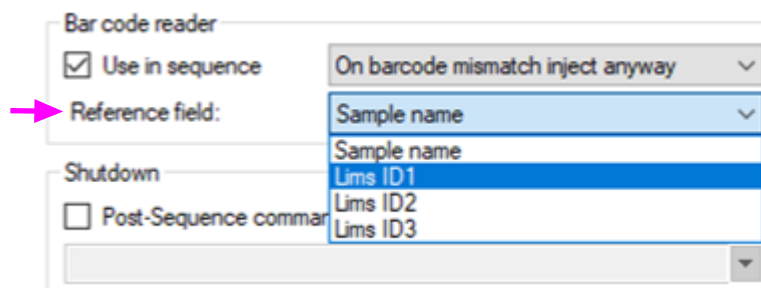 Bar code reader
Use in sequence
On barcode mismatch inject anyway
Reference field:
Sample name
Sample name
Lims ID1
Lims ID2
Lims ID3
Shutdown
Post-Sequence comman